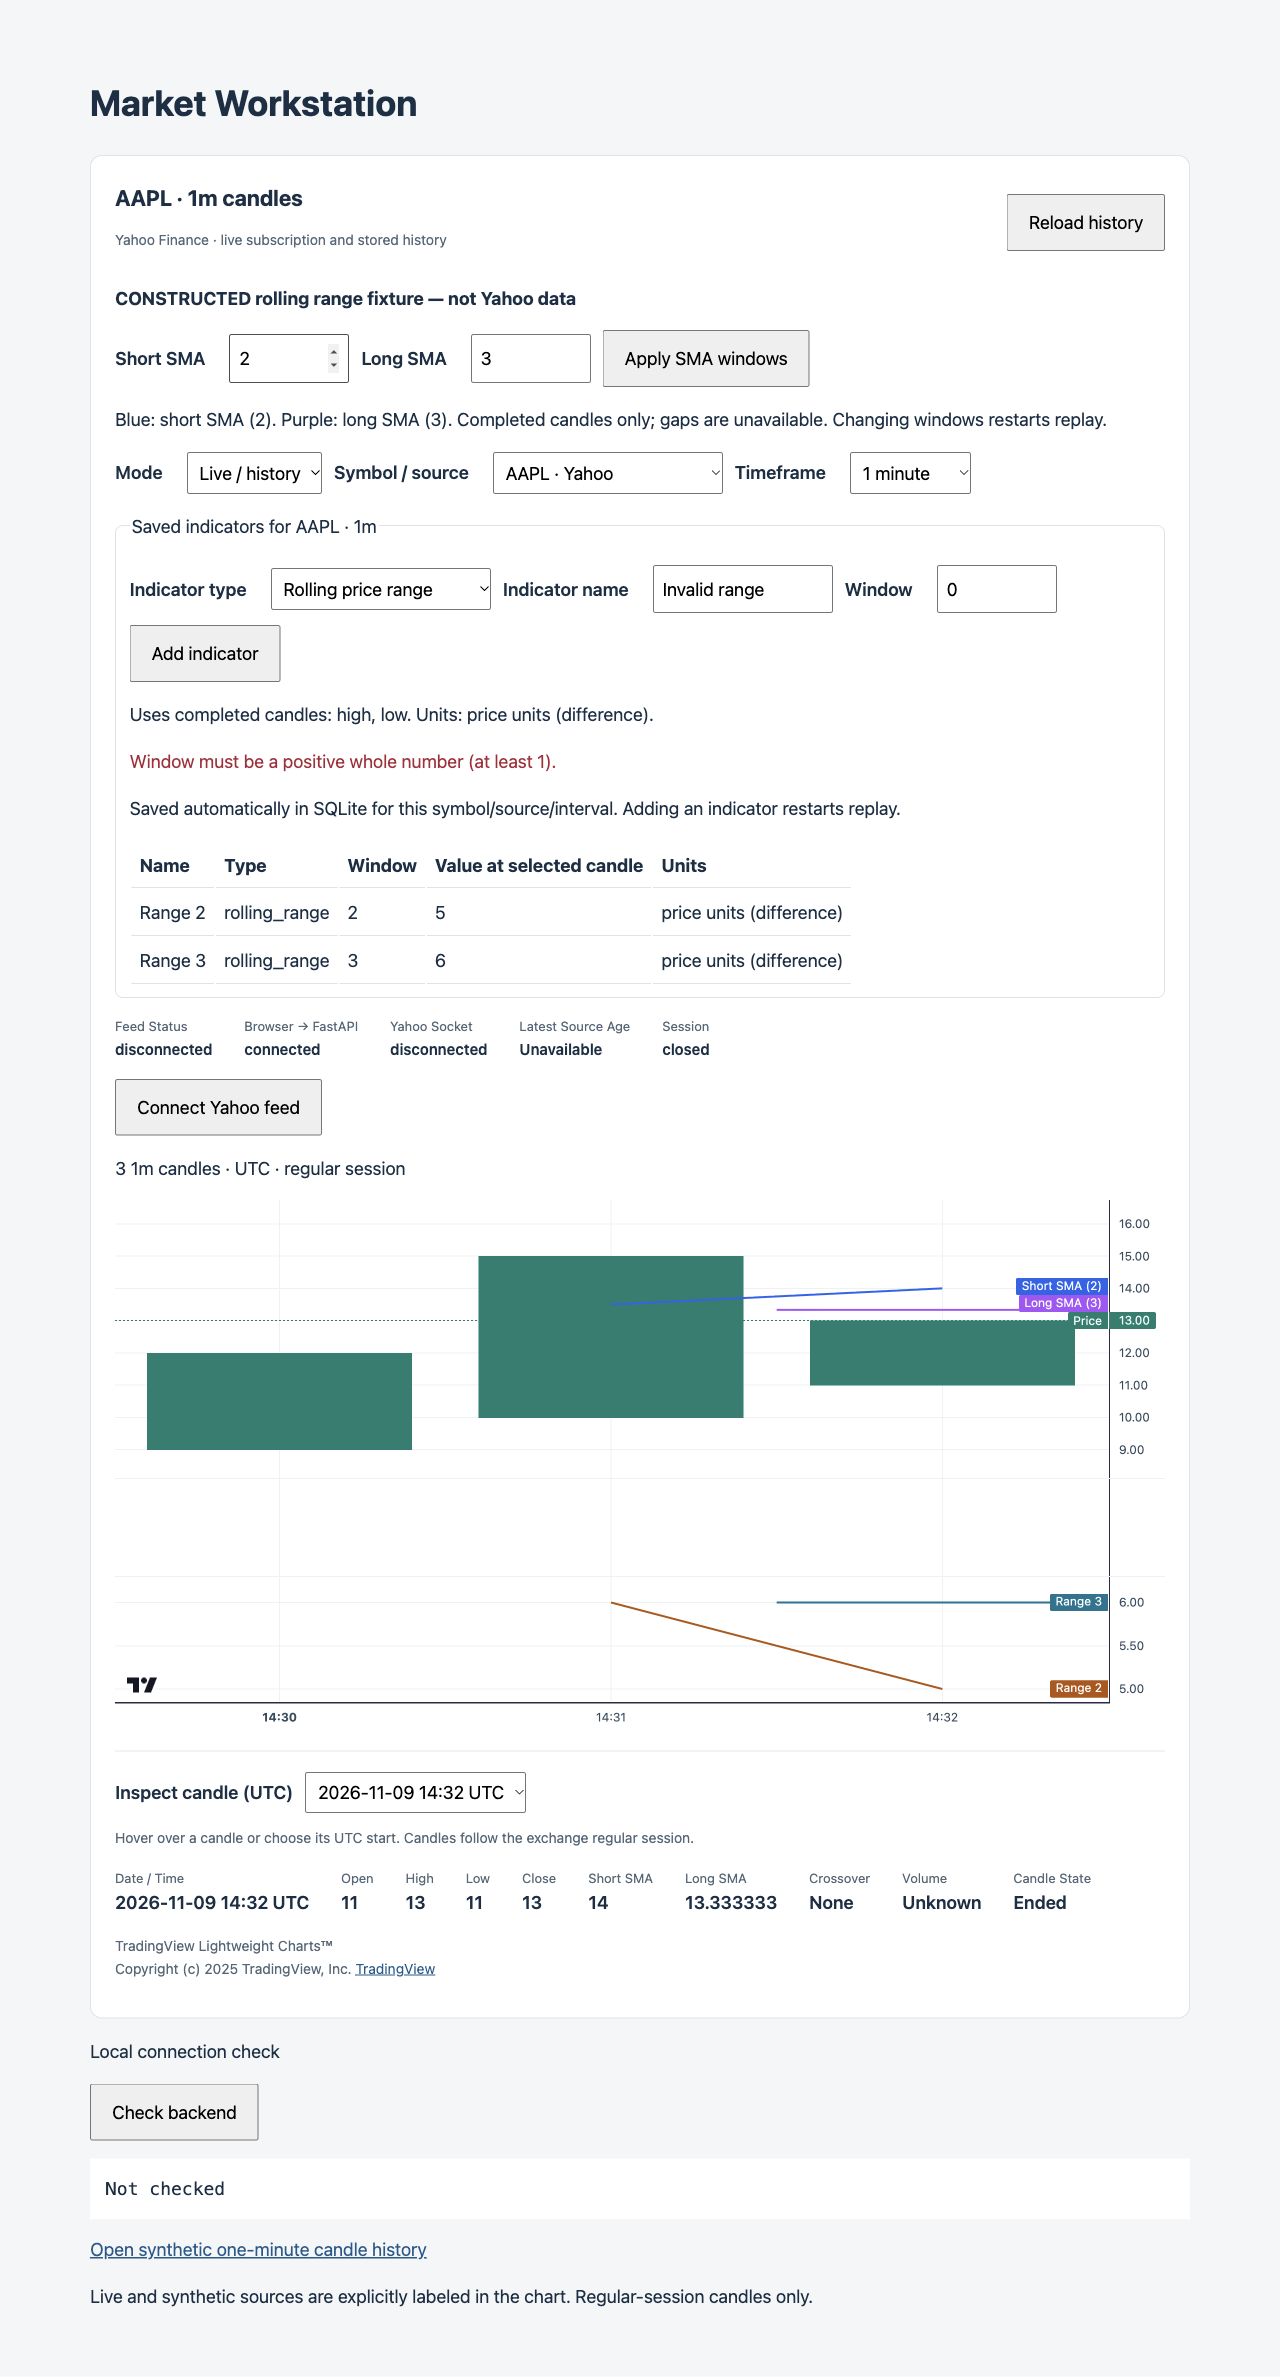 Market Workstation
AAPL · 1m candles
Reload history
Yahoo Finance · live subscription and stored history
CONSTRUCTED rolling range fixture — not Yahoo data
Short SMA 2 Long SMA 3 Apply SMA windows
Blue: short SMA (2). Purple: long SMA (3). Completed candles only; gaps are unavailable. Changing windows restarts replay.
Mode Live / history Symbol / source AAPL · Yahoo Timeframe 1 minute
Saved indicators for AAPL · 1m
Indicator type Rolling price range Indicator name Invalid range Window 0
Add indicator
Uses completed candles: high, low. Units: price units (difference).
Window must be a positive whole number (at least 1).
Saved automatically in SQLite for this symbol/source/interval. Adding an indicator restarts replay.
Name Type Window Value at selected candle Units
Range 2 rolling_range 2 5 price units (difference)
Range 3 rolling_range 3 6 price units (difference)
Feed Status Browser → FastAPI Yahoo Socket Latest Source Age Session
disconnected connected disconnected Unavailable closed
Connect Yahoo feed
3 1m candles · UTC · regular session
16.00
15.00
Short SMA (2) 14.00
Long SMA (3)
Price 13.00
12.00
11.00
10.00
9.00
Range 3 6.00
5.50
Range 2 5.00
14:30 14:31 14:32
Inspect candle (UTC) 2026-11-09 14:32 UTC
Hover over a candle or choose its UTC start. Candles follow the exchange regular session.
Date / Time Open High Low Close Short SMA Long SMA Crossover Volume Candle State
2026-11-09 14:32 UTC 11 13 11 13 14 13.333333 None Unknown Ended
TradingView Lightweight Charts™
Copyright (c) 2025 TradingView, Inc. TradingView
Local connection check
Check backend
Not checked
Open synthetic one-minute candle history
Live and synthetic sources are explicitly labeled in the chart. Regular-session candles only.